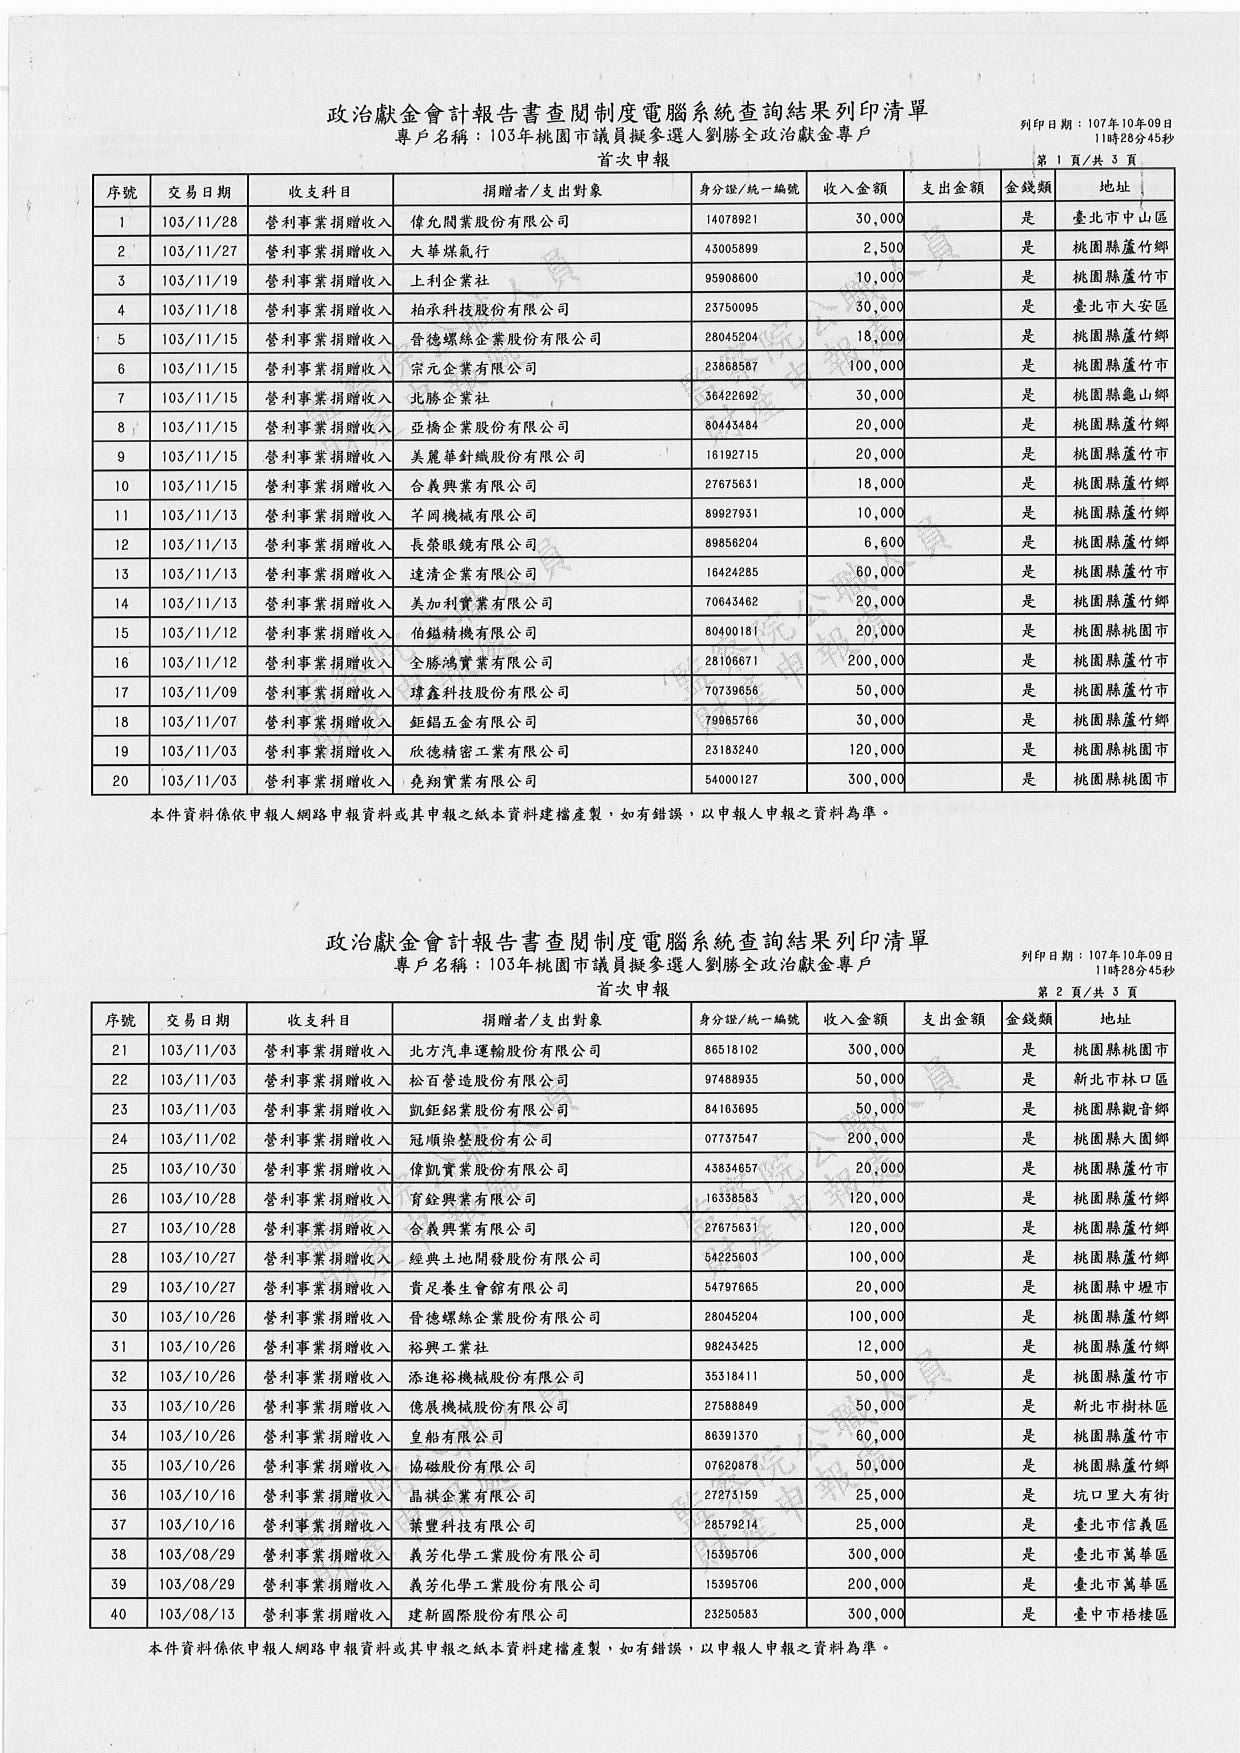 政治獻金會計報告書查閱制度電腦系統查詢結果列印清單
專戶名稱：103年桃園市議員擬參選人劉勝全政治獻金專戶
列印日期：107年10年09日
11時28分45秒
首次申報
第 1 頁/共 3 頁
序號 交易日期 收支科目 捐贈者/支出對象 身分證/統一編號 收入金額 支出金額 金錢類 地址
1 103/11/28 營利事業捐贈收入 偉允閥業股份有限公司 14078921 30,000 是 臺北市中山區
2 103/11/27 營利事業捐贈收入 大華煤氣行 43005899 2,500 是 桃園縣蘆竹鄉
3 103/11/19 營利事業捐贈收入 上利企業社 95908600 10,000 是 桃園縣蘆竹市
4 103/11/18 營利事業捐贈收入 柏承科技股份有限公司 23750095 30,000 是 臺北市大安區
5 103/11/15 營利事業捐贈收入 晉德螺絲企業股份有限公司 28045204 18,000 是 桃園縣蘆竹鄉
6 103/11/15 營利事業捐贈收入 宗元企業有限公司 23868587 100,000 是 桃園縣蘆竹市
7 103/11/15 營利事業捐贈收入 北勝企業社 36422692 30,000 是 桃園縣龜山鄉
8 103/11/15 營利事業捐贈收入 亞橋企業股份有限公司 80443484 20,000 是 桃園縣蘆竹鄉
9 103/11/15 營利事業捐贈收入 美麗華針織股份有限公司 16192715 20,000 是 桃園縣蘆竹市
10 103/11/15 營利事業捐贈收入 合義興業有限公司 27675631 18,000 是 桃園縣蘆竹鄉
11 103/11/13 營利事業捐贈收入 芊岡機械有限公司 89927931 10,000 是 桃園縣蘆竹鄉
12 103/11/13 營利事業捐贈收入 長榮眼鏡有限公司 89856204 6,600 是 桃園縣蘆竹鄉
13 103/11/13 營利事業捐贈收入 達清企業有限公司 16424285 60,000 是 桃園縣蘆竹市
14 103/11/13 營利事業捐贈收入 美加利實業有限公司 70643462 20,000 是 桃園縣蘆竹鄉
15 103/11/12 營利事業捐贈收入 伯鎰精機有限公司 80400181 20,000 是 桃園縣桃園市
16 103/11/12 營利事業捐贈收入 全勝鴻實業有限公司 28106671 200,000 是 桃園縣蘆竹市
17 103/11/09 營利事業捐贈收入 瑋鑫科技股份有限公司 70739656 50,000 是 桃園縣蘆竹市
18 103/11/07 營利事業捐贈收入 鉅錩五金有限公司 79965766 30,000 是 桃園縣蘆竹鄉
19 103/11/03 營利事業捐贈收入 欣德精密工業有限公司 23183240 120,000 是 桃園縣桃園市
20 103/11/03 營利事業捐贈收入 堯翔實業有限公司 54000127 300,000 是 桃園縣桃園市
本件資料係依申報人網路申報資料或其申報之紙本資料建檔產製，如有錯誤，以申報人申報之資料為準。
政治獻金會計報告書查閱制度電腦系統查詢結果列印清單
專戶名稱：103年桃園市議員擬參選人劉勝全政治獻金專戶
列印日期：107年10年09日
11時28分45秒
首次申報
第 2 頁/共 3 頁
序號 交易日期 收支科目 捐贈者/支出對象 身分證/統一編號 收入金額 支出金額 金錢類 地址
21 103/11/03 營利事業捐贈收入 北方汽車運輸股份有限公司 86518102 300,000 是 桃園縣桃園市
22 103/11/03 營利事業捐贈收入 松百營造股份有限公司 97488935 50,000 是 新北市林口區
23 103/11/03 營利事業捐贈收入 凱鉅鋁業股份有限公司 84163695 50,000 是 桃園縣觀音鄉
24 103/11/02 營利事業捐贈收入 冠順染整股份有公司 07737547 200,000 是 桃園縣大園鄉
25 103/10/30 營利事業捐贈收入 偉凱實業股份有限公司 43834657 20,000 是 桃園縣蘆竹市
26 103/10/28 營利事業捐贈收入 育銓興業有限公司 16338583 120,000 是 桃園縣蘆竹鄉
27 103/10/28 營利事業捐贈收入 合義興業有限公司 27675631 120,000 是 桃園縣蘆竹鄉
28 103/10/27 營利事業捐贈收入 經典土地開發股份有限公司 54225603 100,000 是 桃園縣蘆竹鄉
29 103/10/27 營利事業捐贈收入 貴足養生會舘有限公司 54797665 20,000 是 桃園縣中壢市
30 103/10/26 營利事業捐贈收入 晉德螺絲企業股份有限公司 28045204 100,000 是 桃園縣蘆竹鄉
31 103/10/26 營利事業捐贈收入 裕興工業社 98243425 12,000 是 桃園縣蘆竹鄉
32 103/10/26 營利事業捐贈收入 添進裕機械股份有限公司 35318411 50,000 是 桃園縣蘆竹市
33 103/10/26 營利事業捐贈收入 億展機械股份有限公司 27588849 50,000 是 新北市樹林區
34 103/10/26 營利事業捐贈收入 皇船有限公司 86391370 60,000 是 桃園縣蘆竹市
35 103/10/26 營利事業捐贈收入 協磁股份有限公司 07620878 50,000 是 桃園縣蘆竹鄉
36 103/10/16 營利事業捐贈收入 晶祺企業有限公司 27273159 25,000 是 坑口里大有街
37 103/10/16 營利事業捐贈收入 葉豐科技有限公司 28579214 25,000 是 臺北市信義區
38 103/08/29 營利事業捐贈收入 義芳化學工業股份有限公司 15395706 300,000 是 臺北市萬華區
39 103/08/29 營利事業捐贈收入 義芳化學工業股份有限公司 15395706 200,000 是 臺北市萬華區
40 103/08/13 營利事業捐贈收入 建新國際股份有限公司 23250583 300,000 是 臺中市梧棲區
本件資料係依申報人網路申報資料或其申報之紙本資料建檔產製，如有錯誤，以申報人申報之資料為準。